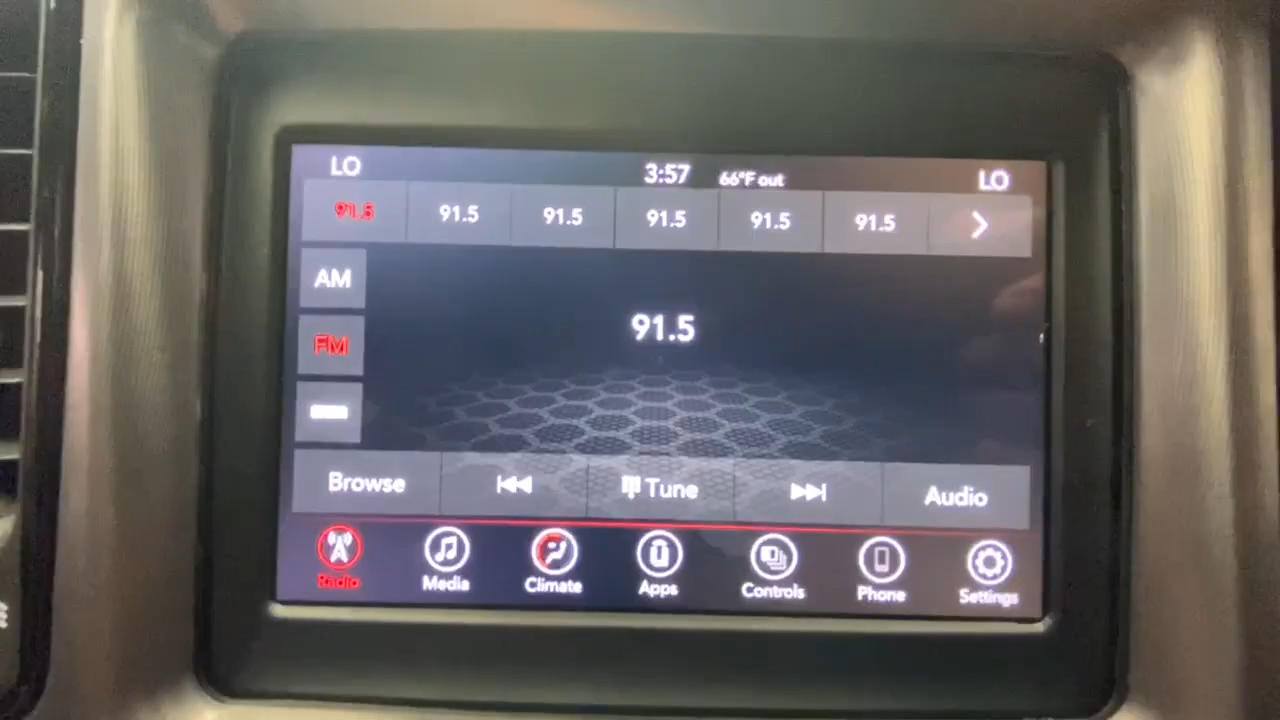 LO 3:57 66°F out LO
91.5 91.5 91.5 91.5 91.5 91.5
AM
91.5
FM
Browse Tune Audio
Radio Media Climate Apps Controls Phone Settings